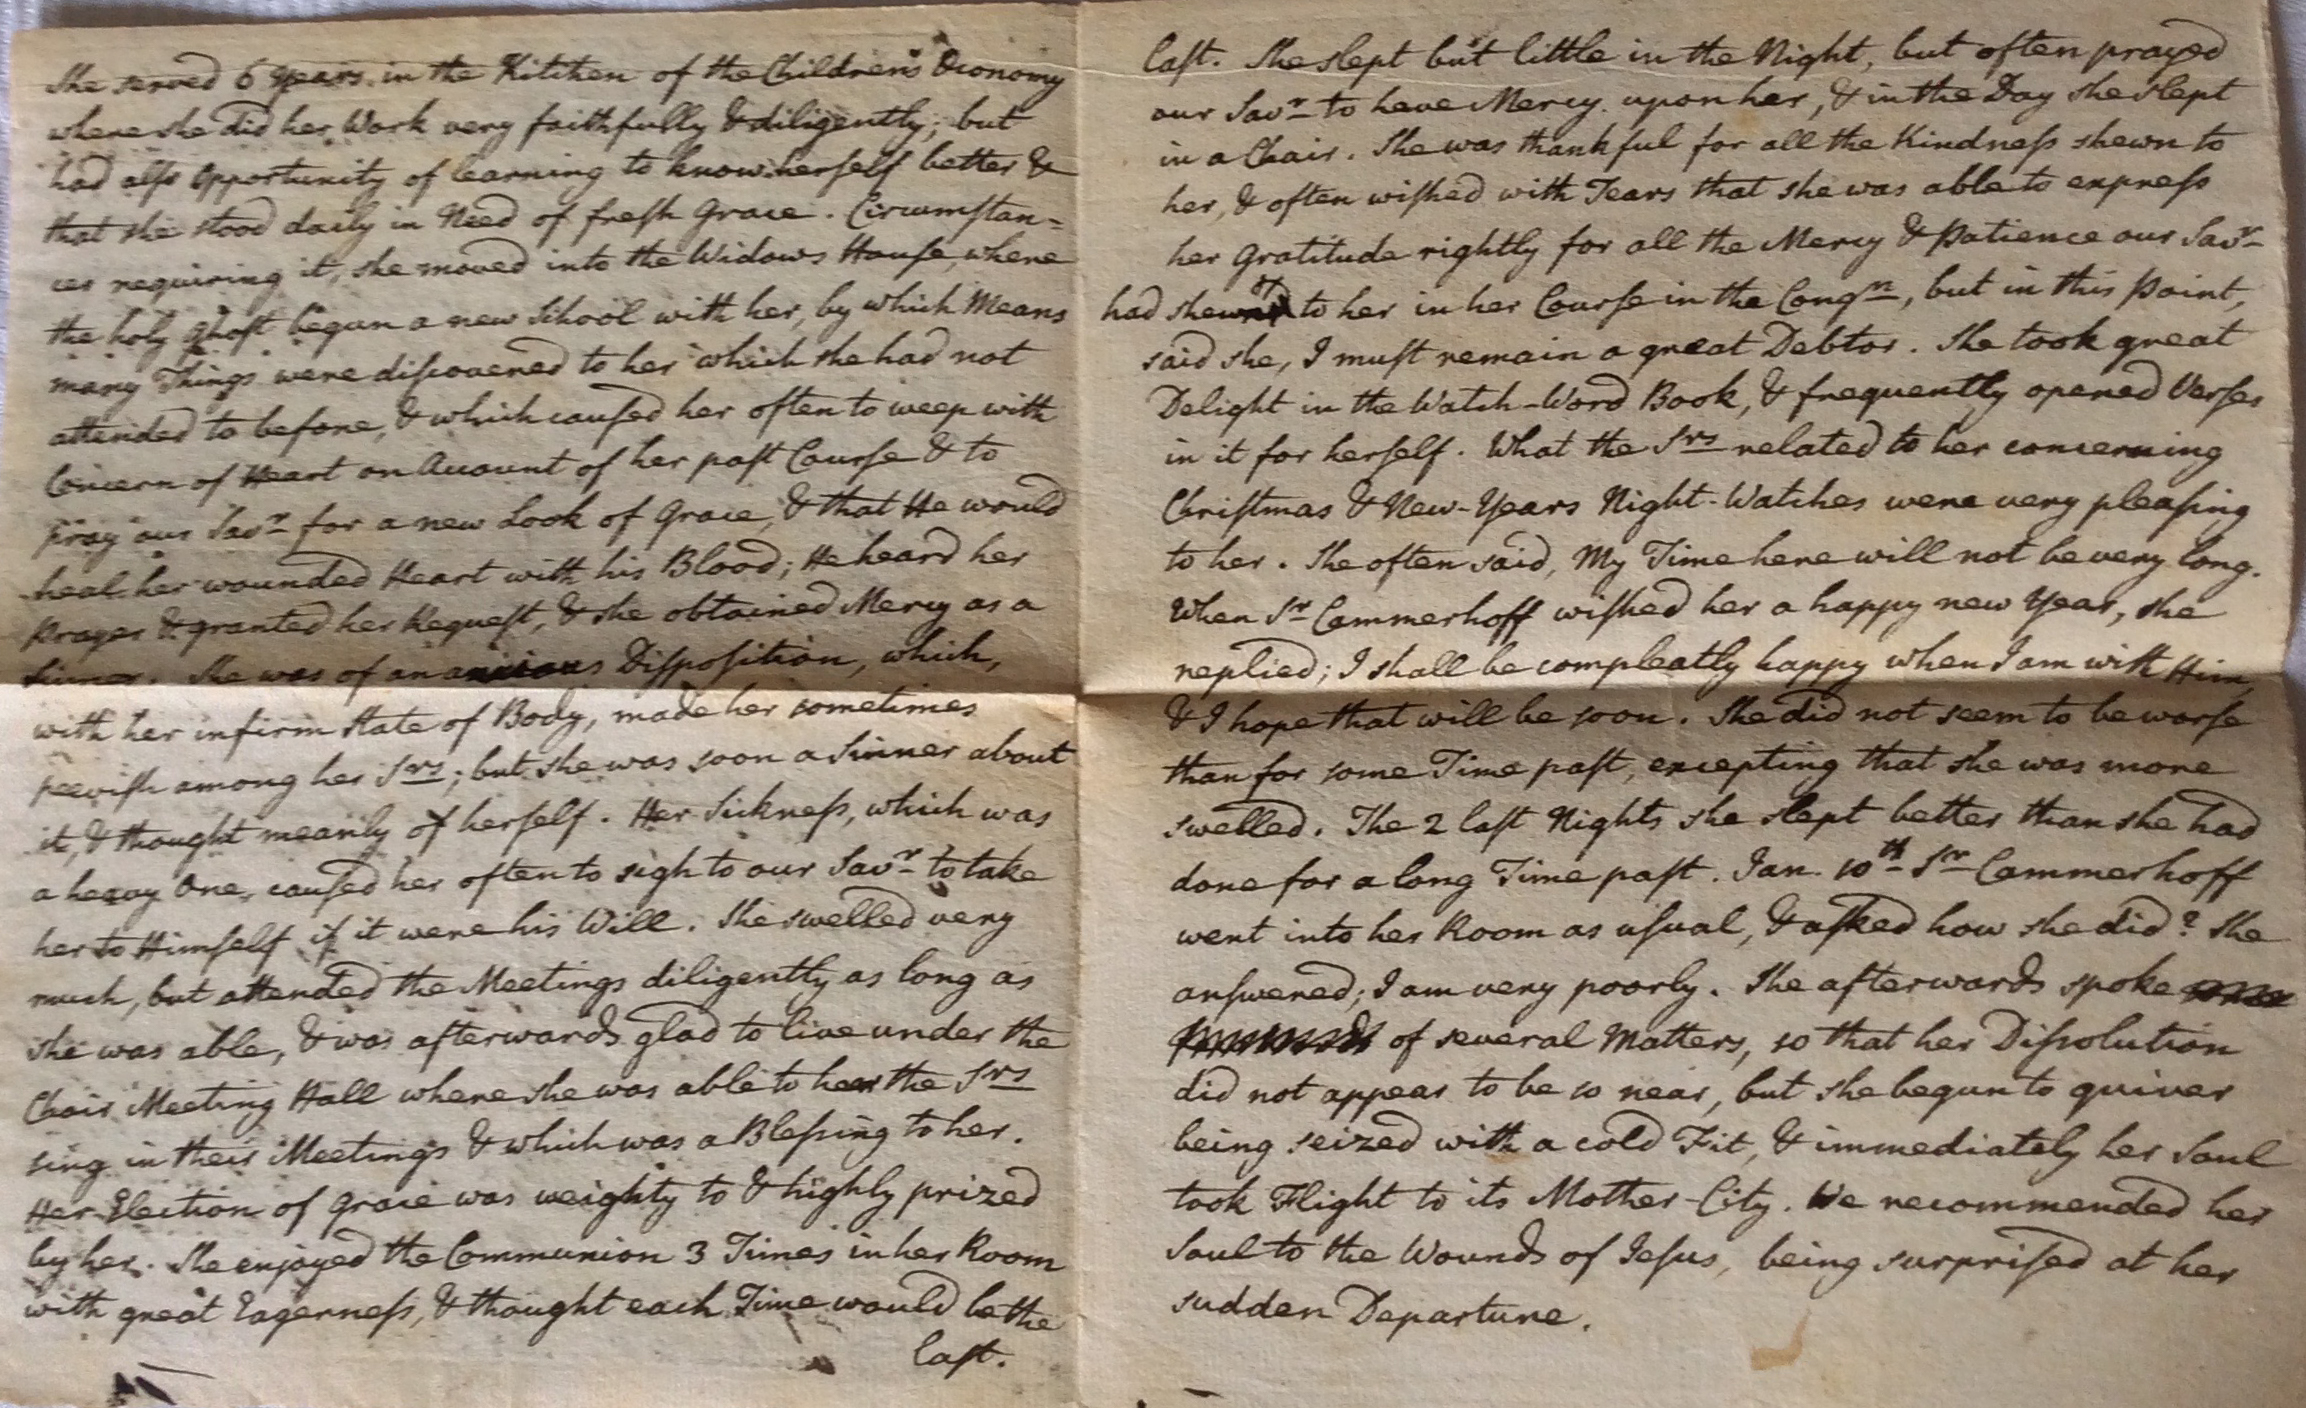 She served 6 Years in the Kitchen of the Children's Oeconomy
where she did her Work very faithfully & diligently; but
had also Opportunity of learning to know herself better &
that she stood daily in Need of fresh Grace. Circumstan=
ces requiring it, she moved into the Widows House, where
the holy Ghost begun a new School with her, by which Means
many Things were discovered to her which she had not
attended to before, & which caused her often to weep with
Concern of Heart on Account of her past Course & to
pray our Savr for a new Look of Grace, & that He would
heal her wounded Heart with his Blood; He heard her
Prayer & granted her Request, & she obtained Mercy as a
Sinner. She was of an anxious Disposition, which,
with her infirm State of Body, made her sometimes
peevish among her Srs; but she was soon a Sinner about
it, & thought meanly of herself. Her Sickness, which was
a heavy One, caused her often to sigh to our Savr to take
her to Himself if it were his Will. She swelled very
much, but attended the Meetings diligently as long as
she was able, & was afterwards glad to live under the
Choir Meeting Hall where she was able to hear the Srs
sing in their Meetings & which was a Blessing to her.
Her Election of Grace was weighty to & highly prized
by her. She enjoyed the Communion 3 Times in her Room
with great Eagerness, & thought each Time would be the
last.
last. She slept but little in the Night, but often prayed
our Savr to have Mercy upon her, & in the Day she slept
in a Chair. She was thankful for all the Kindness shewn to
her, & often wished with Tears that she was able to express
her Gratitude rightly for all the Mercy & Patience our Savr
had shewn to her in her Course in the Congn, but in this Point,
said she, I must remain a great Debtor. She took great
Delight in the Watch-Word Book, & frequently opened Verses
in it for herself. What the Srs related to her concerning
Christmas & New-Years Night-Watches were very pleasing
to her. She often said, My Time here will not be very long.
When Sr Cammerhoff wished her a happy new Year, she
replied; I shall be compleatly happy when I am with Him,
& I hope that will be soon. She did not seem to be worse
than for some Time past, excepting that she was more
swelled. The 2 last Nights she slept better than she had
done for a long Time past. Jan. 10th Sr Cammerhoff
went into her Room as usual, & asked how she did? She
answered; I am very poorly. She afterwards spoke
of several Matters, so that her Dissolution
did not appear to be so near, but she begun to quiver
being seized with a cold Fit, & immediately her Soul
took Flight to its Mother-City. We recommended her
Soul to the Wounds of Jesus, being surprised at her
sudden Departure.